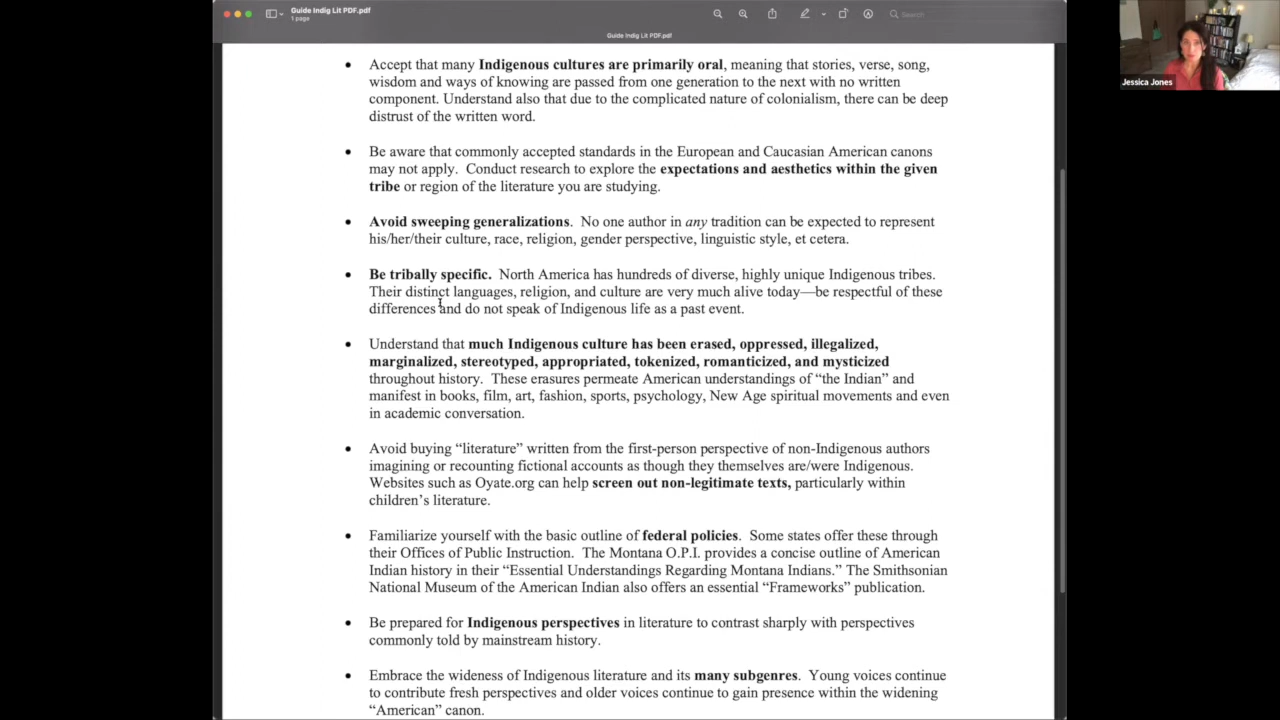 Guide Indig Lit PDF.pdf
1 page
Search
Guide Indig Lit PDF.pdf
Jessica Jones
• Accept that many Indigenous cultures are primarily oral, meaning that stories, verse, song,
wisdom and ways of knowing are passed from one generation to the next with no written
component. Understand also that due to the complicated nature of colonialism, there can be deep
distrust of the written word.
• Be aware that commonly accepted standards in the European and Caucasian American canons
may not apply.  Conduct research to explore the expectations and aesthetics within the given
tribe or region of the literature you are studying.
• Avoid sweeping generalizations.  No one author in any tradition can be expected to represent
his/her/their culture, race, religion, gender perspective, linguistic style, et cetera.
• Be tribally specific.  North America has hundreds of diverse, highly unique Indigenous tribes.
Their distinct languages, religion, and culture are very much alive today—be respectful of these
differences and do not speak of Indigenous life as a past event.
• Understand that much Indigenous culture has been erased, oppressed, illegalized,
marginalized, stereotyped, appropriated, tokenized, romanticized, and mysticized
throughout history.  These erasures permeate American understandings of “the Indian” and
manifest in books, film, art, fashion, sports, psychology, New Age spiritual movements and even
in academic conversation.
• Avoid buying “literature” written from the first-person perspective of non-Indigenous authors
imagining or recounting fictional accounts as though they themselves are/were Indigenous.
Websites such as Oyate.org can help screen out non-legitimate texts, particularly within
children’s literature.
• Familiarize yourself with the basic outline of federal policies.  Some states offer these through
their Offices of Public Instruction.  The Montana O.P.I. provides a concise outline of American
Indian history in their “Essential Understandings Regarding Montana Indians.” The Smithsonian
National Museum of the American Indian also offers an essential “Frameworks” publication.
• Be prepared for Indigenous perspectives in literature to contrast sharply with perspectives
commonly told by mainstream history.
• Embrace the wideness of Indigenous literature and its many subgenres.  Young voices continue
to contribute fresh perspectives and older voices continue to gain presence within the widening
“American” canon.